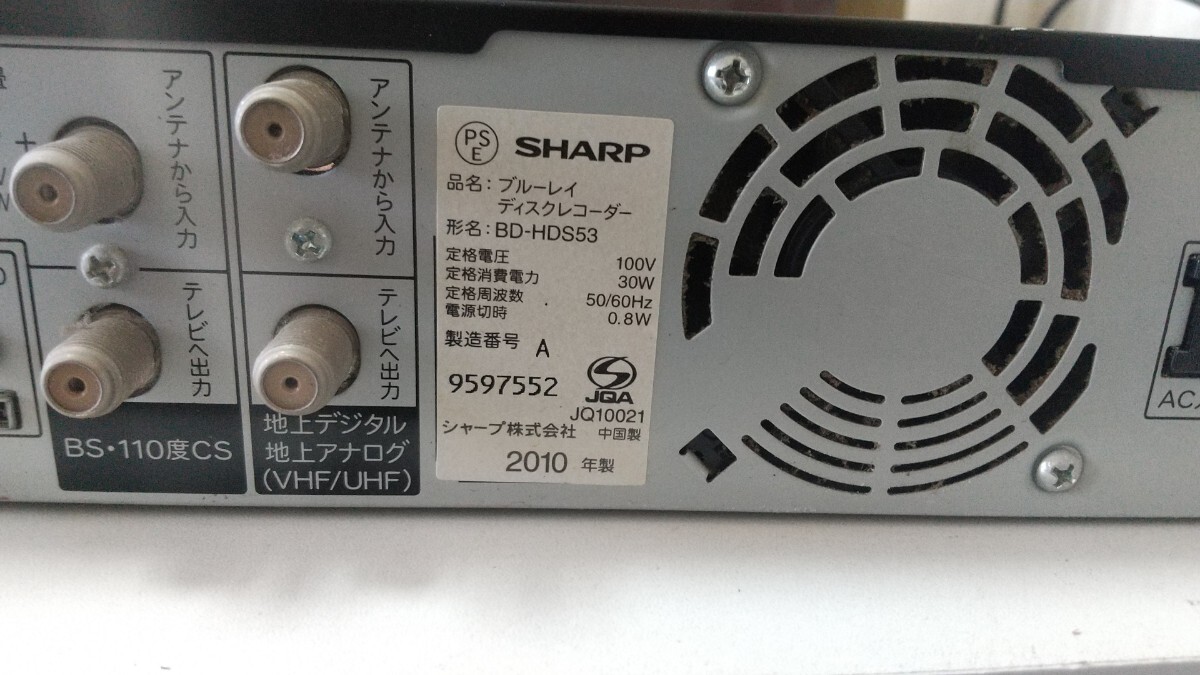 アンテナから入力
テレビへ出力
BS・110度CS
アンテナから入力
テレビへ出力
地上デジタル
地上アナログ
(VHF/UHF)
PS
E
SHARP
品名：ブルーレイ
ディスクレコーダー
形名：BD-HDS53
定格電圧 100V
定格消費電力 30W
定格周波数 50/60Hz
電源切時 0.8W
製造番号 A
9597552
JQA
JQ10021
シャープ株式会社 中国製
2010 年製
AC